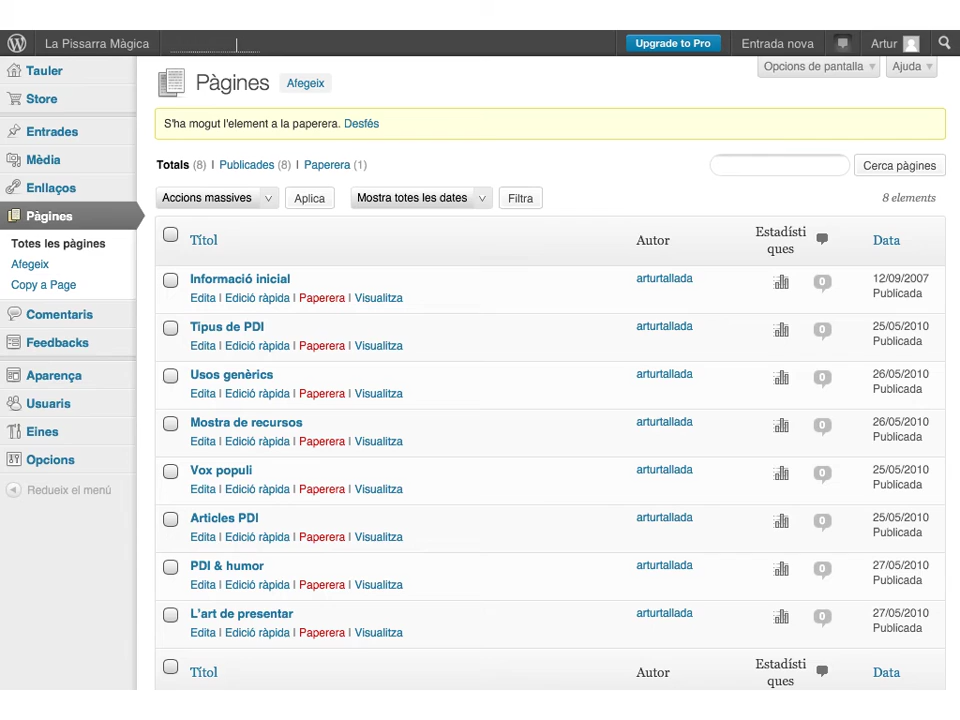 La Pissarra Màgica Upgrade to Pro Entrada nova Artur
Tauler
Store
Entrades
Mèdia
Enllaços
Pàgines
Totes les pàgines
Afegeix
Copy a Page
Comentaris
Feedbacks
Aparença
Usuaris
Eines
Opcions
Redueix el menú
Opcions de pantalla Ajuda
Pàgines Afegeix
S'ha mogut l'element a la paperera. Desfés
Totals (8) | Publicades (8) | Paperera (1)
Cerca pàgines
Accions massives Aplica Mostra totes les dates Filtra 8 elements
Títol Autor Estadísti
ques Data
Informació inicial arturtallada 0 12/09/2007
Edita | Edició ràpida | Paperera | Visualitza Publicada
Tipus de PDI arturtallada 0 25/05/2010
Edita | Edició ràpida | Paperera | Visualitza Publicada
Usos genèrics arturtallada 0 26/05/2010
Edita | Edició ràpida | Paperera | Visualitza Publicada
Mostra de recursos arturtallada 0 26/05/2010
Edita | Edició ràpida | Paperera | Visualitza Publicada
Vox populi arturtallada 0 25/05/2010
Edita | Edició ràpida | Paperera | Visualitza Publicada
Articles PDI arturtallada 0 25/05/2010
Edita | Edició ràpida | Paperera | Visualitza Publicada
PDI & humor arturtallada 0 27/05/2010
Edita | Edició ràpida | Paperera | Visualitza Publicada
L'art de presentar arturtallada 0 27/05/2010
Edita | Edició ràpida | Paperera | Visualitza Publicada
Títol Autor Estadísti
ques Data